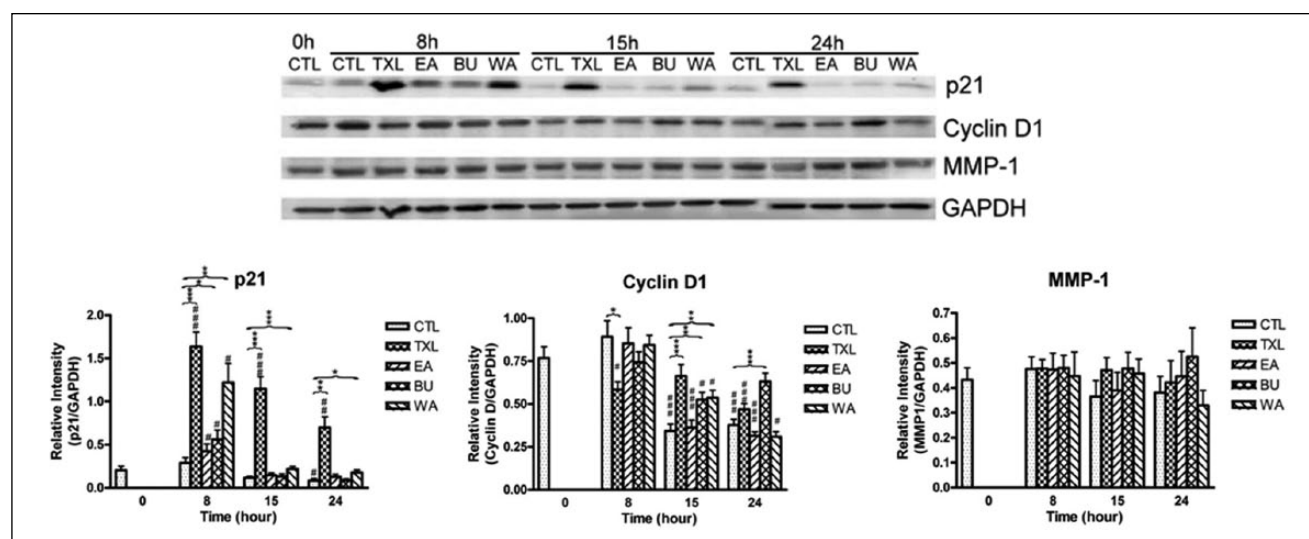 0h 8h 15h 24h
CTL CTL TXL EA BU WA CTL TXL EA BU WA CTL TXL EA BU WA
p21
Cyclin D1
MMP-1
GAPDH
p21
Relative Intensity
(p21/GAPDH)
2.0
1.5
1.0
0.5
0.0
*** * ** ### # # #
*** *** ###
** * ## #
CTL
TXL
EA
BU
WA
0 8 15 24
Time (hour)
Cyclin D1
Relative Intensity
(Cyclin D/GAPDH)
1.00
0.75
0.50
0.25
0.00
* #
*** ** ** ### ### # #
*** ### ## ### #
CTL
TXL
EA
BU
WA
0 8 15 24
Time (hour)
MMP-1
Relative Intensity
(MMP1/GAPDH)
0.7
0.6
0.5
0.4
0.3
0.2
0.1
0.0
CTL
TXL
EA
BU
WA
0 8 15 24
Time (hour)